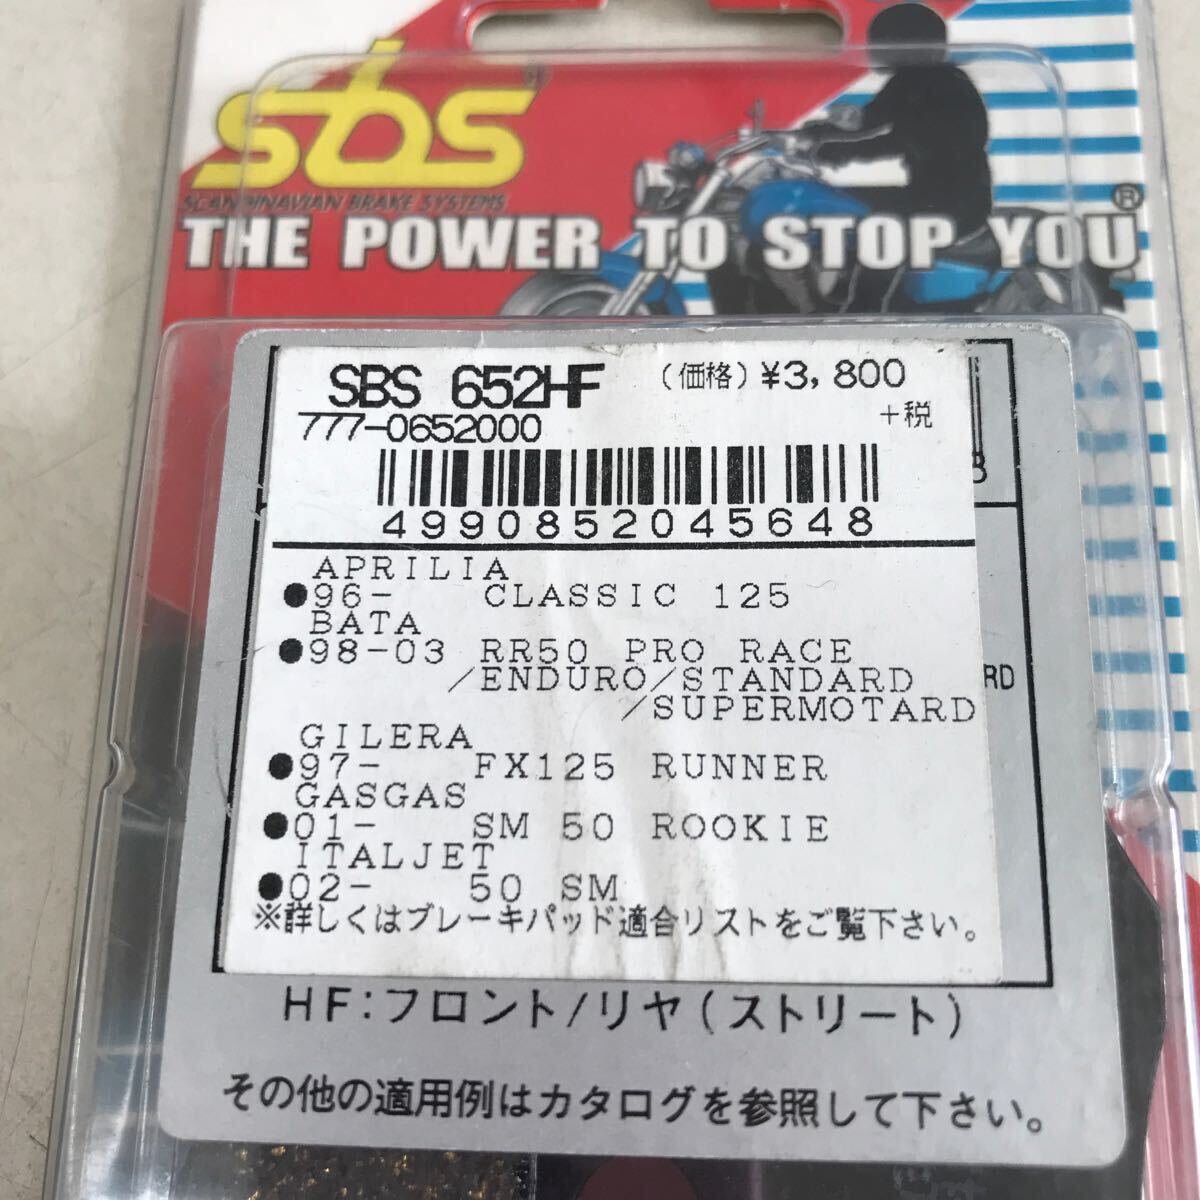 sbs®
SCANDINAVIAN BRAKE SYSTEMS
THE POWER TO STOP YOU®
SBS 652HF (価格) ¥3,800
777-0652000 +税
4990852045648
APRILIA
●96- CLASSIC 125
BATA
●98-03 RR50 PRO RACE
/ENDURO/STANDARD
/SUPERMOTARD
RD
GILERA
●97- FX125 RUNNER
GASGAS
●01- SM 50 ROOKIE
ITALJET
●02- 50 SM
※詳しくはブレーキパッド適合リストをご覧下さい。
HF:フロント/リヤ(ストリート)
その他の適用例はカタログを参照して下さい。